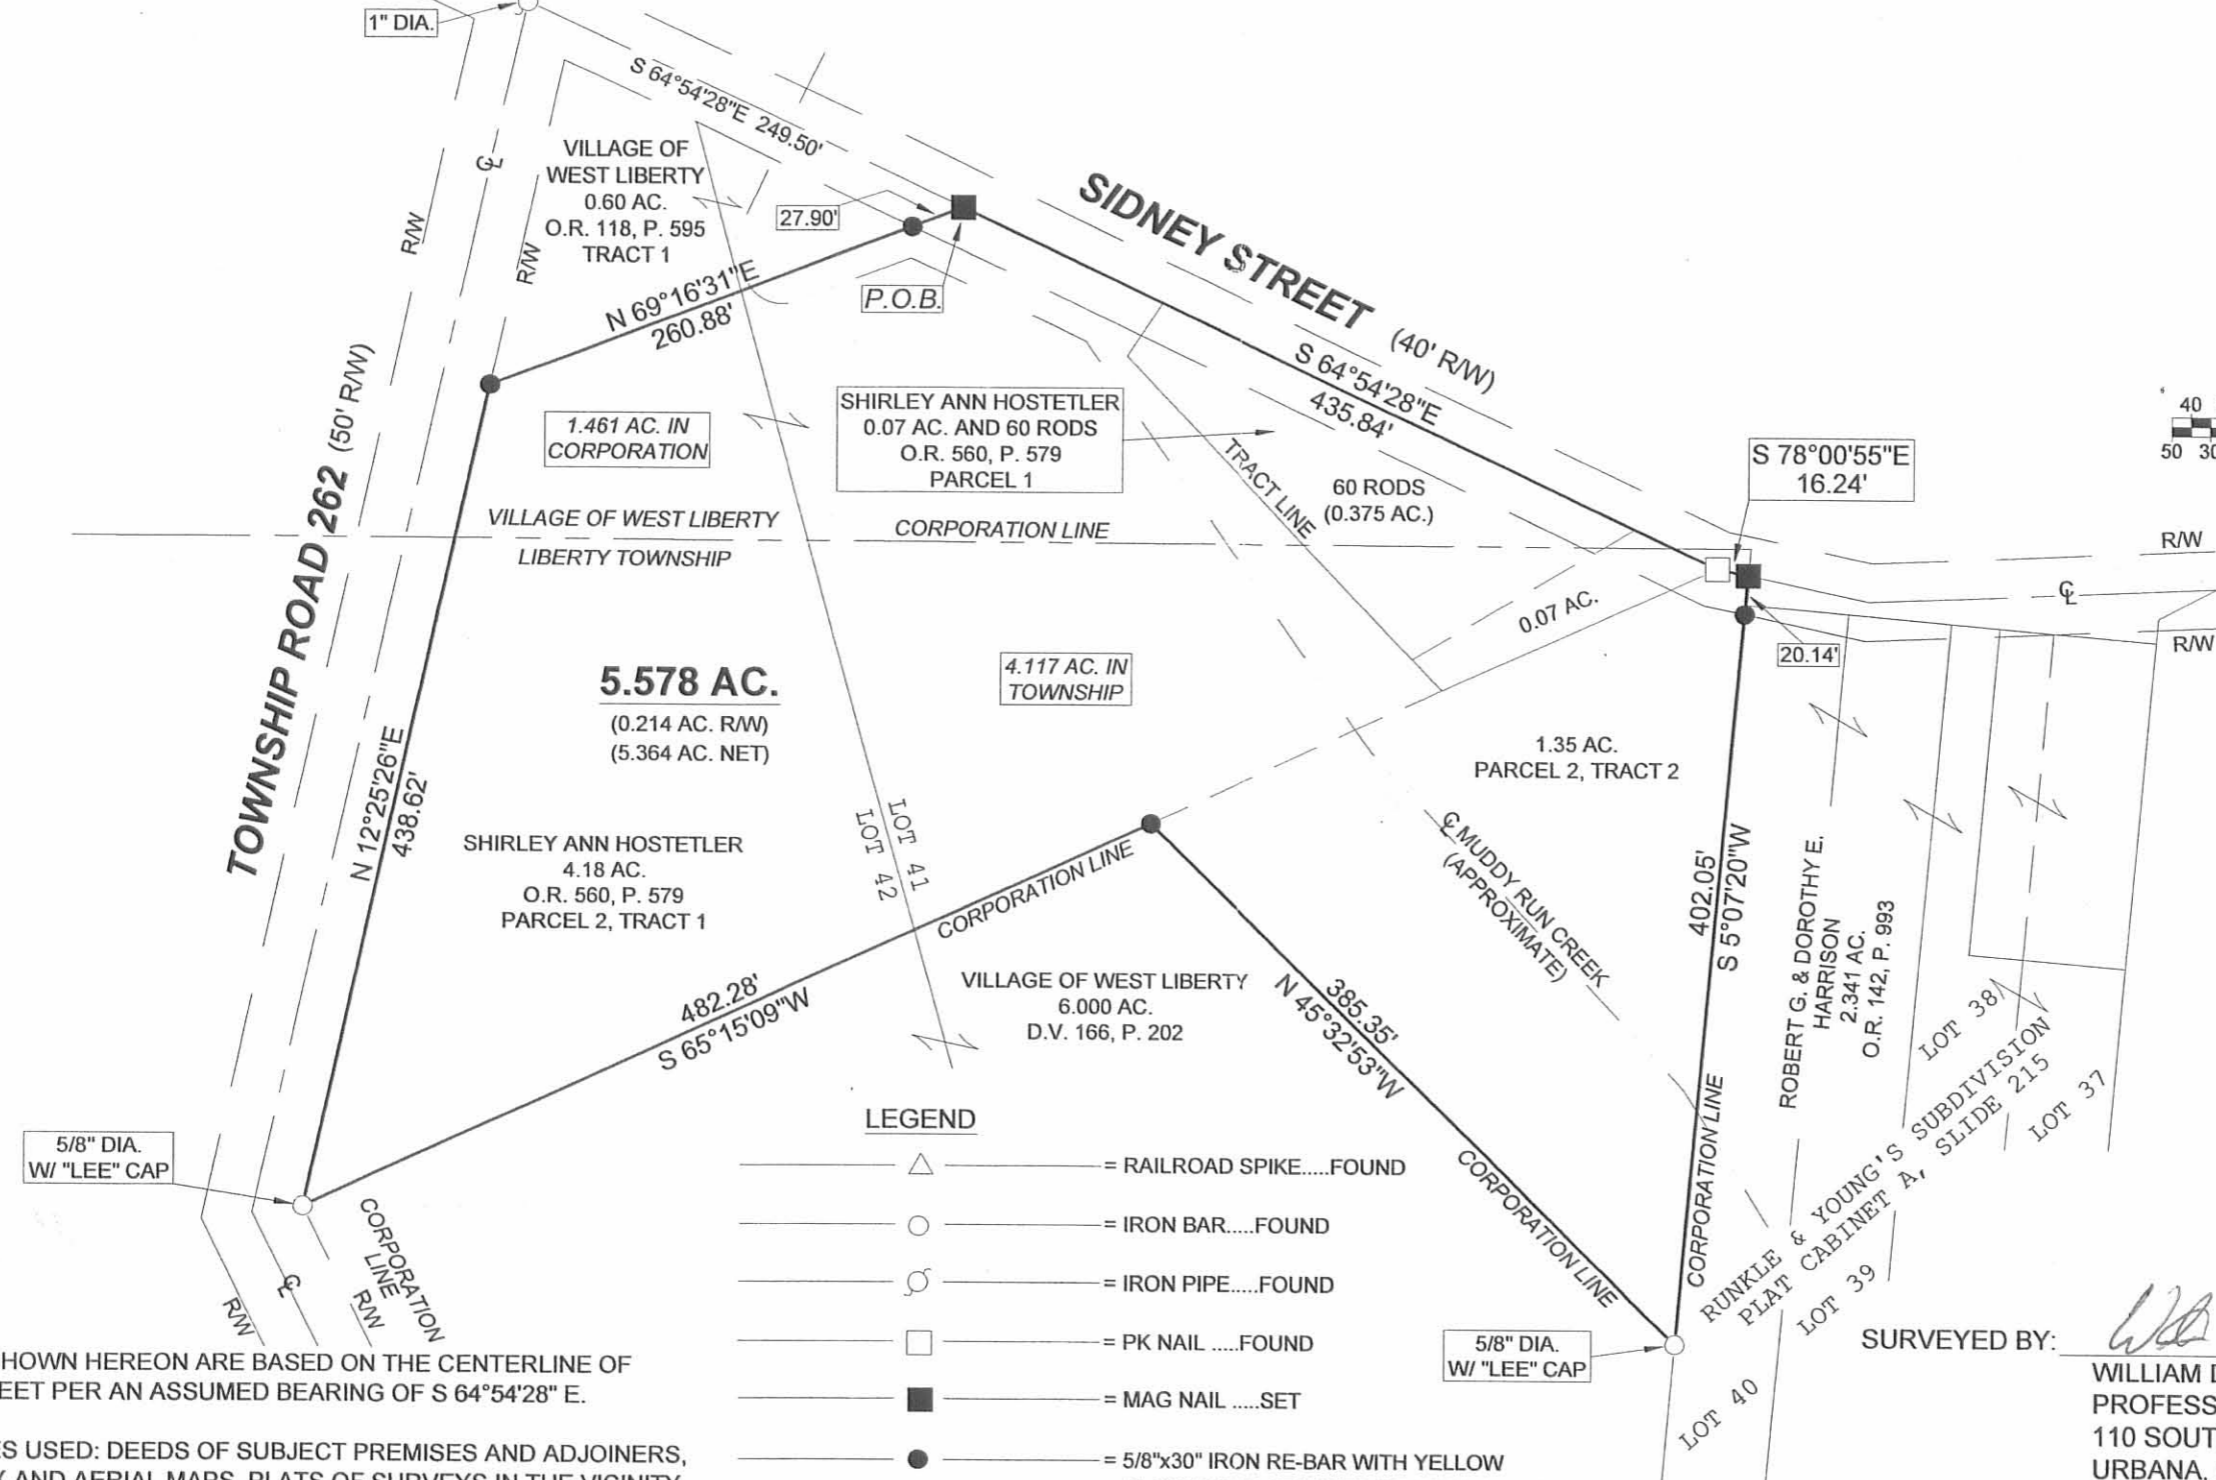 1" DIA.
S 64°54'28"E 249.50'
VILLAGE OF
WEST LIBERTY
0.60 AC.
O.R. 118, P. 595
TRACT 1
R/W
R/W
℄
27.90'
P.O.B.
SIDNEY STREET (40' R/W)
N 69°16'31"E
260.88'
S 64°54'28"E
435.84'
TOWNSHIP ROAD 262 (50' R/W)
1.461 AC. IN
CORPORATION
SHIRLEY ANN HOSTETLER
0.07 AC. AND 60 RODS
O.R. 560, P. 579
PARCEL 1
TRACT LINE
60 RODS
(0.375 AC.)
S 78°00'55"E
16.24'
40
50 30
VILLAGE OF WEST LIBERTY
LIBERTY TOWNSHIP
CORPORATION LINE
R/W
℄
R/W
0.07 AC.
20.14'
5.578 AC.
(0.214 AC. R/W)
(5.364 AC. NET)
4.117 AC. IN
TOWNSHIP
1.35 AC.
PARCEL 2, TRACT 2
N 12°25'26"E
438.62'
SHIRLEY ANN HOSTETLER
4.18 AC.
O.R. 560, P. 579
PARCEL 2, TRACT 1
LOT 41
LOT 42
CORPORATION LINE
℄ MUDDY RUN CREEK
(APPROXIMATE)
402.05'
S 5°07'20"W
ROBERT G. & DOROTHY E.
HARRISON
2.341 AC.
O.R. 142, P. 993
482.28'
S 65°15'09"W
VILLAGE OF WEST LIBERTY
6.000 AC.
D.V. 166, P. 202
385.35'
N 45°32'53"W
LOT 38
LOT 37
RUNKLE & YOUNG'S SUBDIVISION
PLAT CABINET A, SLIDE 215
LOT 39
LOT 40
CORPORATION LINE
CORPORATION LINE
5/8" DIA.
W/ "LEE" CAP
CORPORATION
LINE
R/W
℄
R/W
5/8" DIA.
W/ "LEE" CAP
LEGEND
= RAILROAD SPIKE.....FOUND
= IRON BAR.....FOUND
= IRON PIPE.....FOUND
= PK NAIL .....FOUND
= MAG NAIL .....SET
= 5/8"x30" IRON RE-BAR WITH YELLOW
HOWN HEREON ARE BASED ON THE CENTERLINE OF
EET PER AN ASSUMED BEARING OF S 64°54'28" E.
ES USED: DEEDS OF SUBJECT PREMISES AND ADJOINERS,
Y AND AERIAL MAPS, PLATS OF SURVEYS IN THE VICINITY
SURVEYED BY:
WILLIAM
PROFESS
110 SOUT
URBANA,